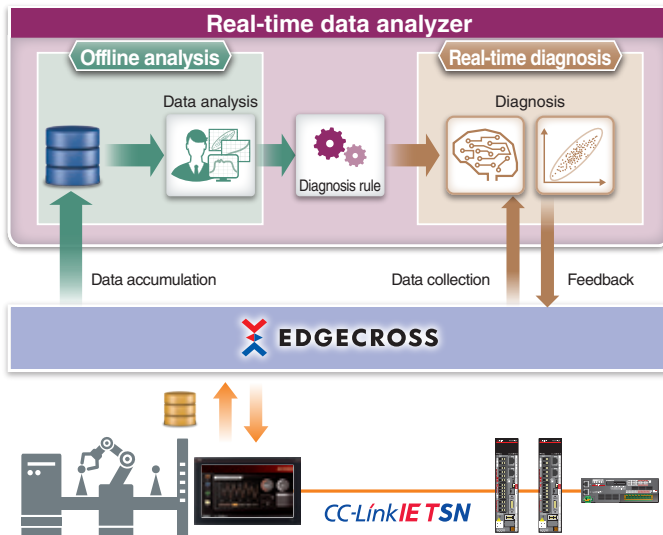 Real-time data analyzer
Offline analysis
Real-time diagnosis
Data analysis
Diagnosis
Diagnosis rule
Data accumulation
Data collection
Feedback
EDGECROSS
CC-Link IE TSN